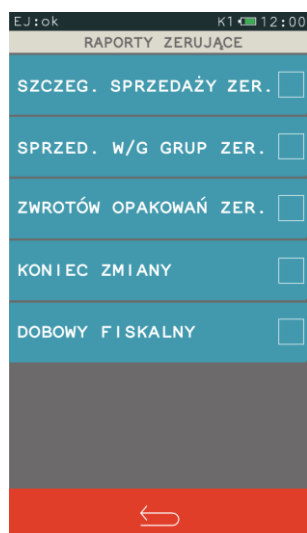 EJ:ok K1 12:00
RAPORTY ZERUJĄCE
SZCZEG. SPRZEDAŻY ZER.
SPRZED. W/G GRUP ZER.
ZWROTÓW OPAKOWAŃ ZER.
KONIEC ZMIANY
DOBOWY FISKALNY